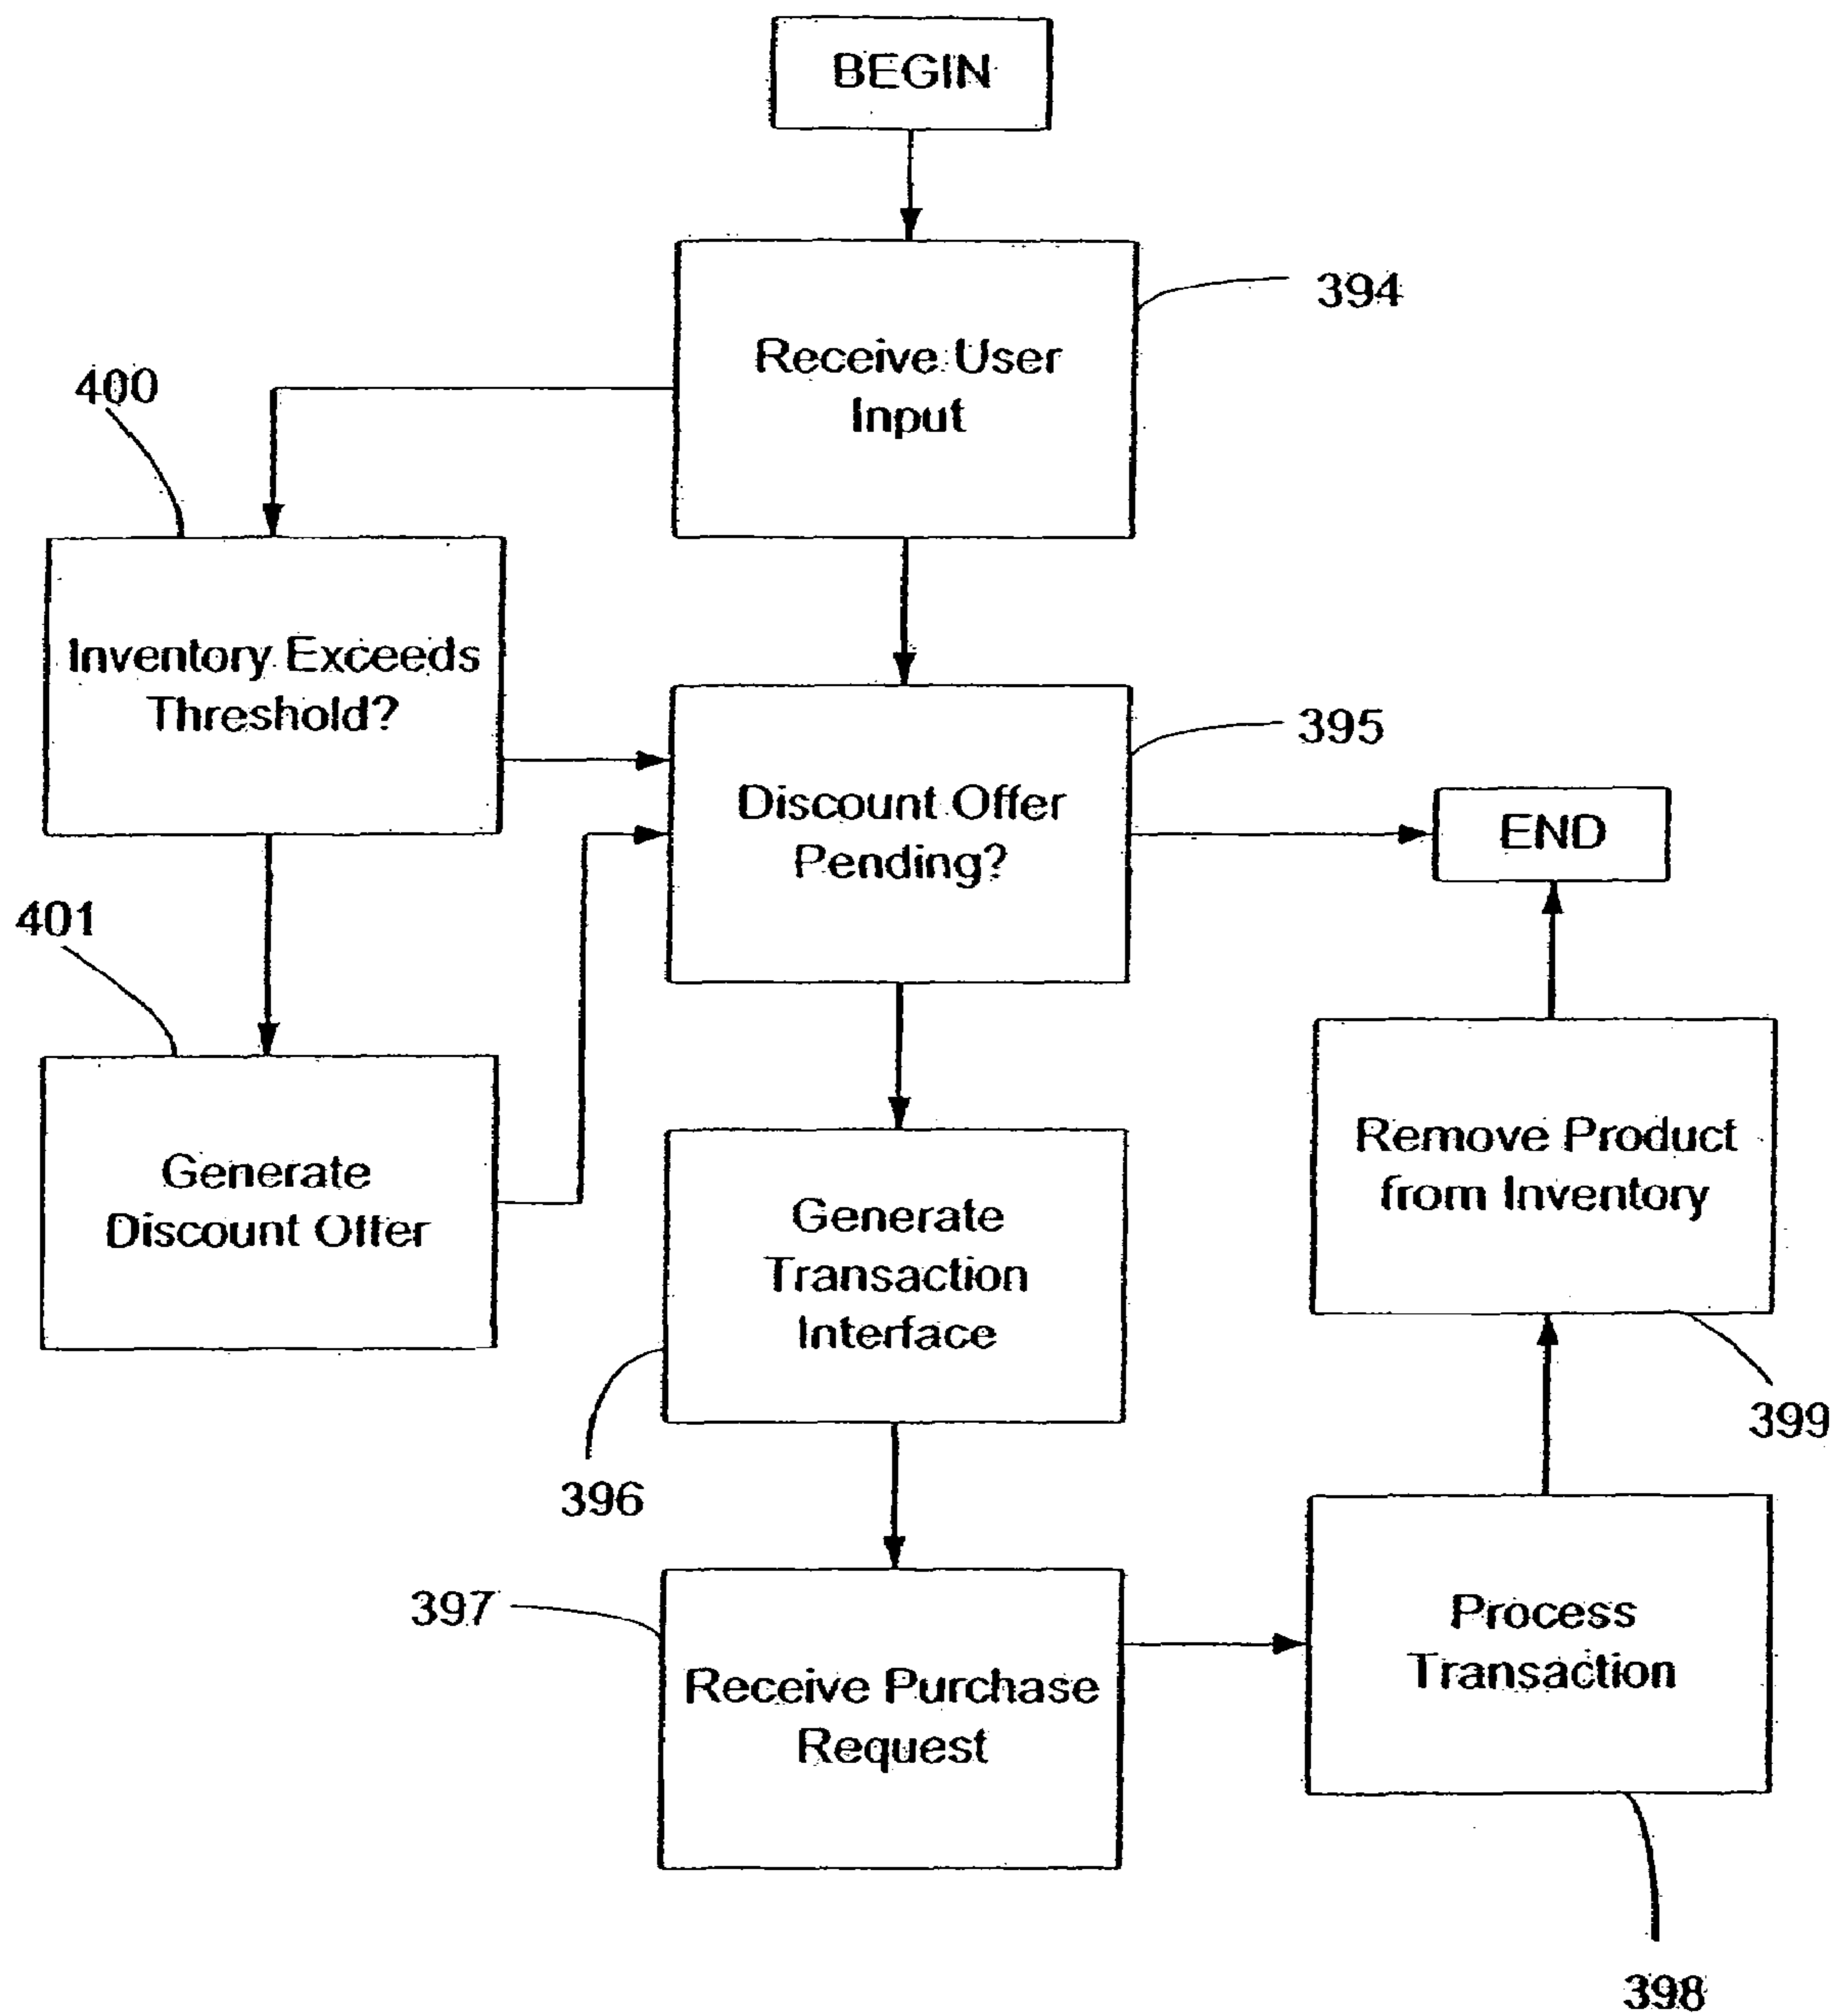 BEGIN
394
Receive User
Input
400
Inventory Exceeds
Threshold?
395
Discount Offer
Pending?
END
401
Generate
Discount Offer
Generate
Transaction
Interface
396
Remove Product
from Inventory
399
397
Receive Purchase
Request
Process
Transaction
398